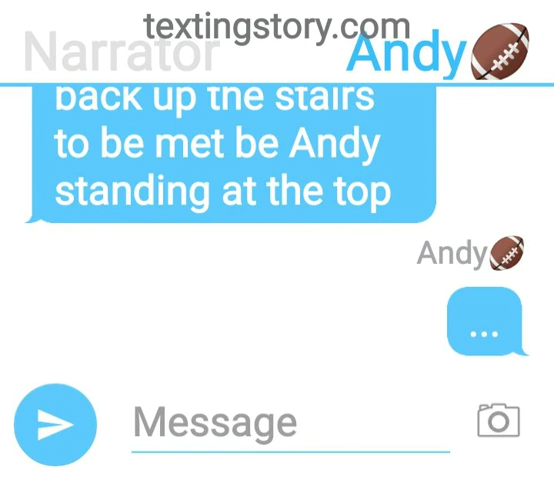 textingstory.com
Narrator Andy🏈
back up the stairs
to be met be Andy
standing at the top
Andy🏈
...
Message